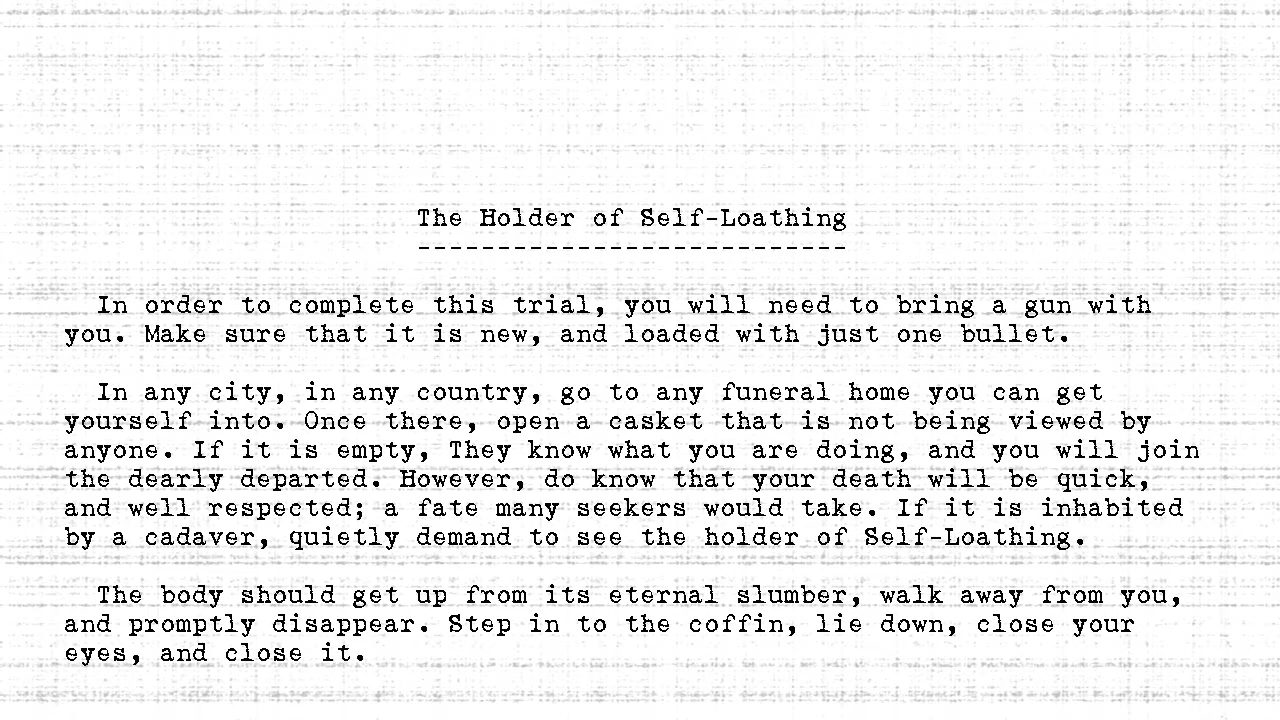 The Holder of Self-Loathing
---------------------------
In order to complete this trial, you will need to bring a gun with
you. Make sure that it is new, and loaded with just one bullet.
In any city, in any country, go to any funeral home you can get
yourself into. Once there, open a casket that is not being viewed by
anyone. If it is empty, They know what you are doing, and you will join
the dearly departed. However, do know that your death will be quick,
and well respected; a fate many seekers would take. If it is inhabited
by a cadaver, quietly demand to see the holder of Self-Loathing.
The body should get up from its eternal slumber, walk away from you,
and promptly disappear. Step in to the coffin, lie down, close your
eyes, and close it.